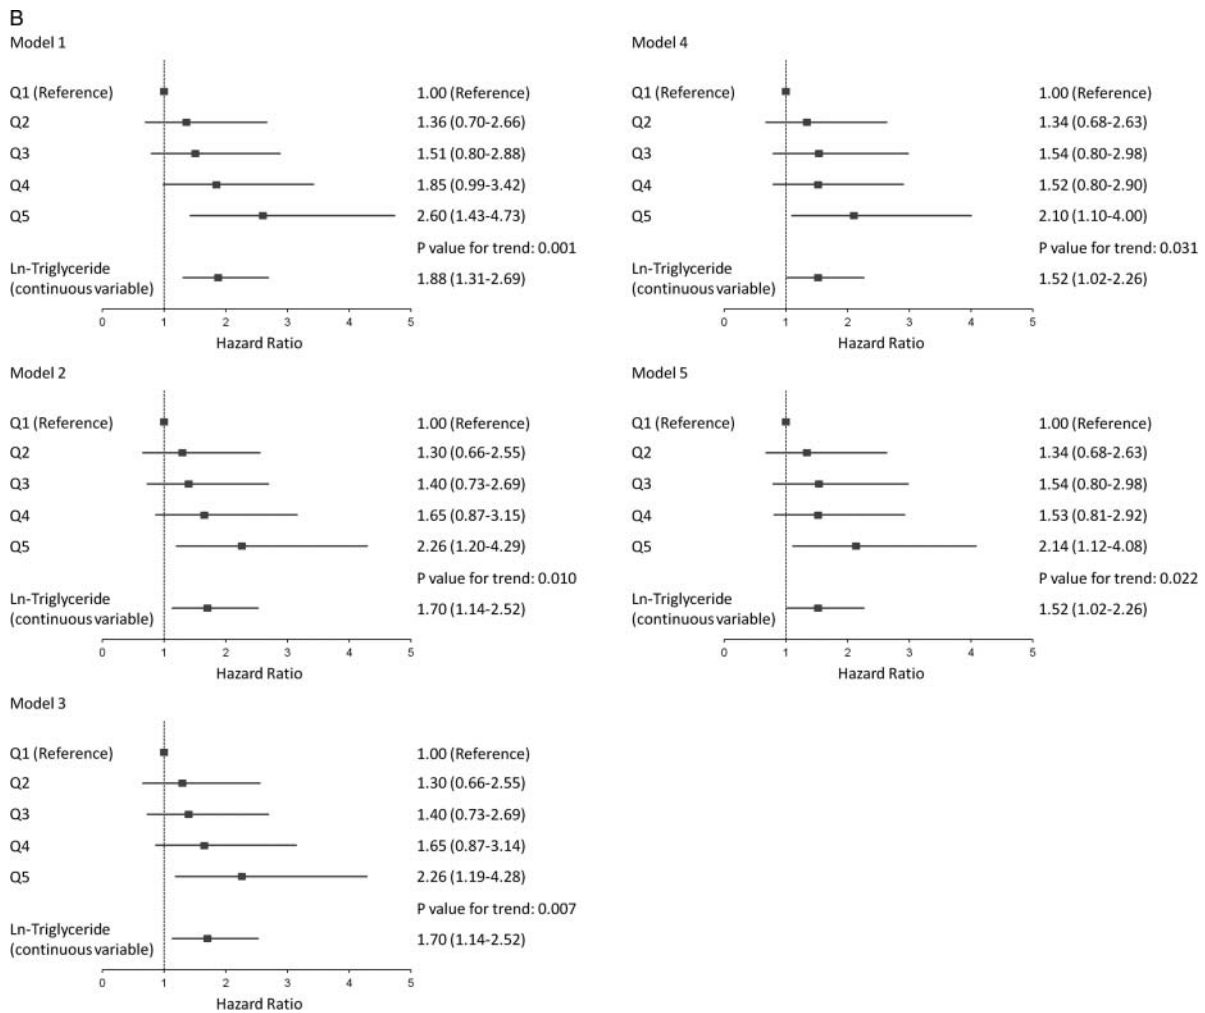 B
Model 1
Q1 (Reference) 1.00 (Reference)
Q2 1.36 (0.70-2.66)
Q3 1.51 (0.80-2.88)
Q4 1.85 (0.99-3.42)
Q5 2.60 (1.43-4.73)
P value for trend: 0.001
Ln-Triglyceride
(continuous variable) 1.88 (1.31-2.69)
0 1 2 3 4 5
Hazard Ratio
Model 2
Q1 (Reference) 1.00 (Reference)
Q2 1.30 (0.66-2.55)
Q3 1.40 (0.73-2.69)
Q4 1.65 (0.87-3.15)
Q5 2.26 (1.20-4.29)
P value for trend: 0.010
Ln-Triglyceride
(continuous variable) 1.70 (1.14-2.52)
0 1 2 3 4 5
Hazard Ratio
Model 3
Q1 (Reference) 1.00 (Reference)
Q2 1.30 (0.66-2.55)
Q3 1.40 (0.73-2.69)
Q4 1.65 (0.87-3.14)
Q5 2.26 (1.19-4.28)
P value for trend: 0.007
Ln-Triglyceride
(continuous variable) 1.70 (1.14-2.52)
0 1 2 3 4 5
Hazard Ratio
Model 4
Q1 (Reference) 1.00 (Reference)
Q2 1.34 (0.68-2.63)
Q3 1.54 (0.80-2.98)
Q4 1.52 (0.80-2.90)
Q5 2.10 (1.10-4.00)
P value for trend: 0.031
Ln-Triglyceride
(continuous variable) 1.52 (1.02-2.26)
0 1 2 3 4 5
Hazard Ratio
Model 5
Q1 (Reference) 1.00 (Reference)
Q2 1.34 (0.68-2.63)
Q3 1.54 (0.80-2.98)
Q4 1.53 (0.81-2.92)
Q5 2.14 (1.12-4.08)
P value for trend: 0.022
Ln-Triglyceride
(continuous variable) 1.52 (1.02-2.26)
0 1 2 3 4 5
Hazard Ratio